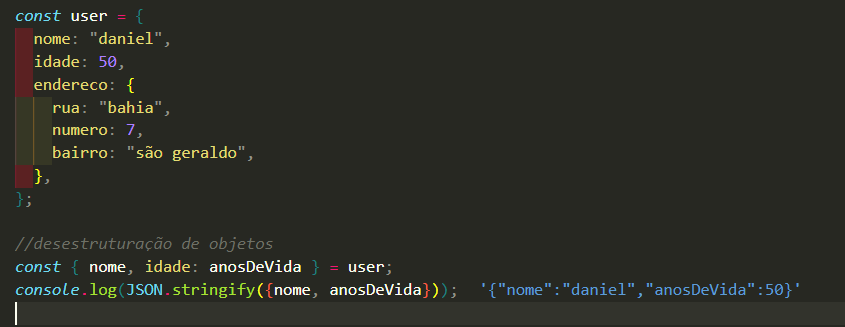 const user = {
  nome: "daniel",
  idade: 50,
  endereco: {
    rua: "bahia",
    numero: 7,
    bairro: "são geraldo",
  },
};

//desestruturação de objetos
const { nome, idade: anosDeVida } = user;
console.log(JSON.stringify({nome, anosDeVida}));  '{"nome":"daniel","anosDeVida":50}'